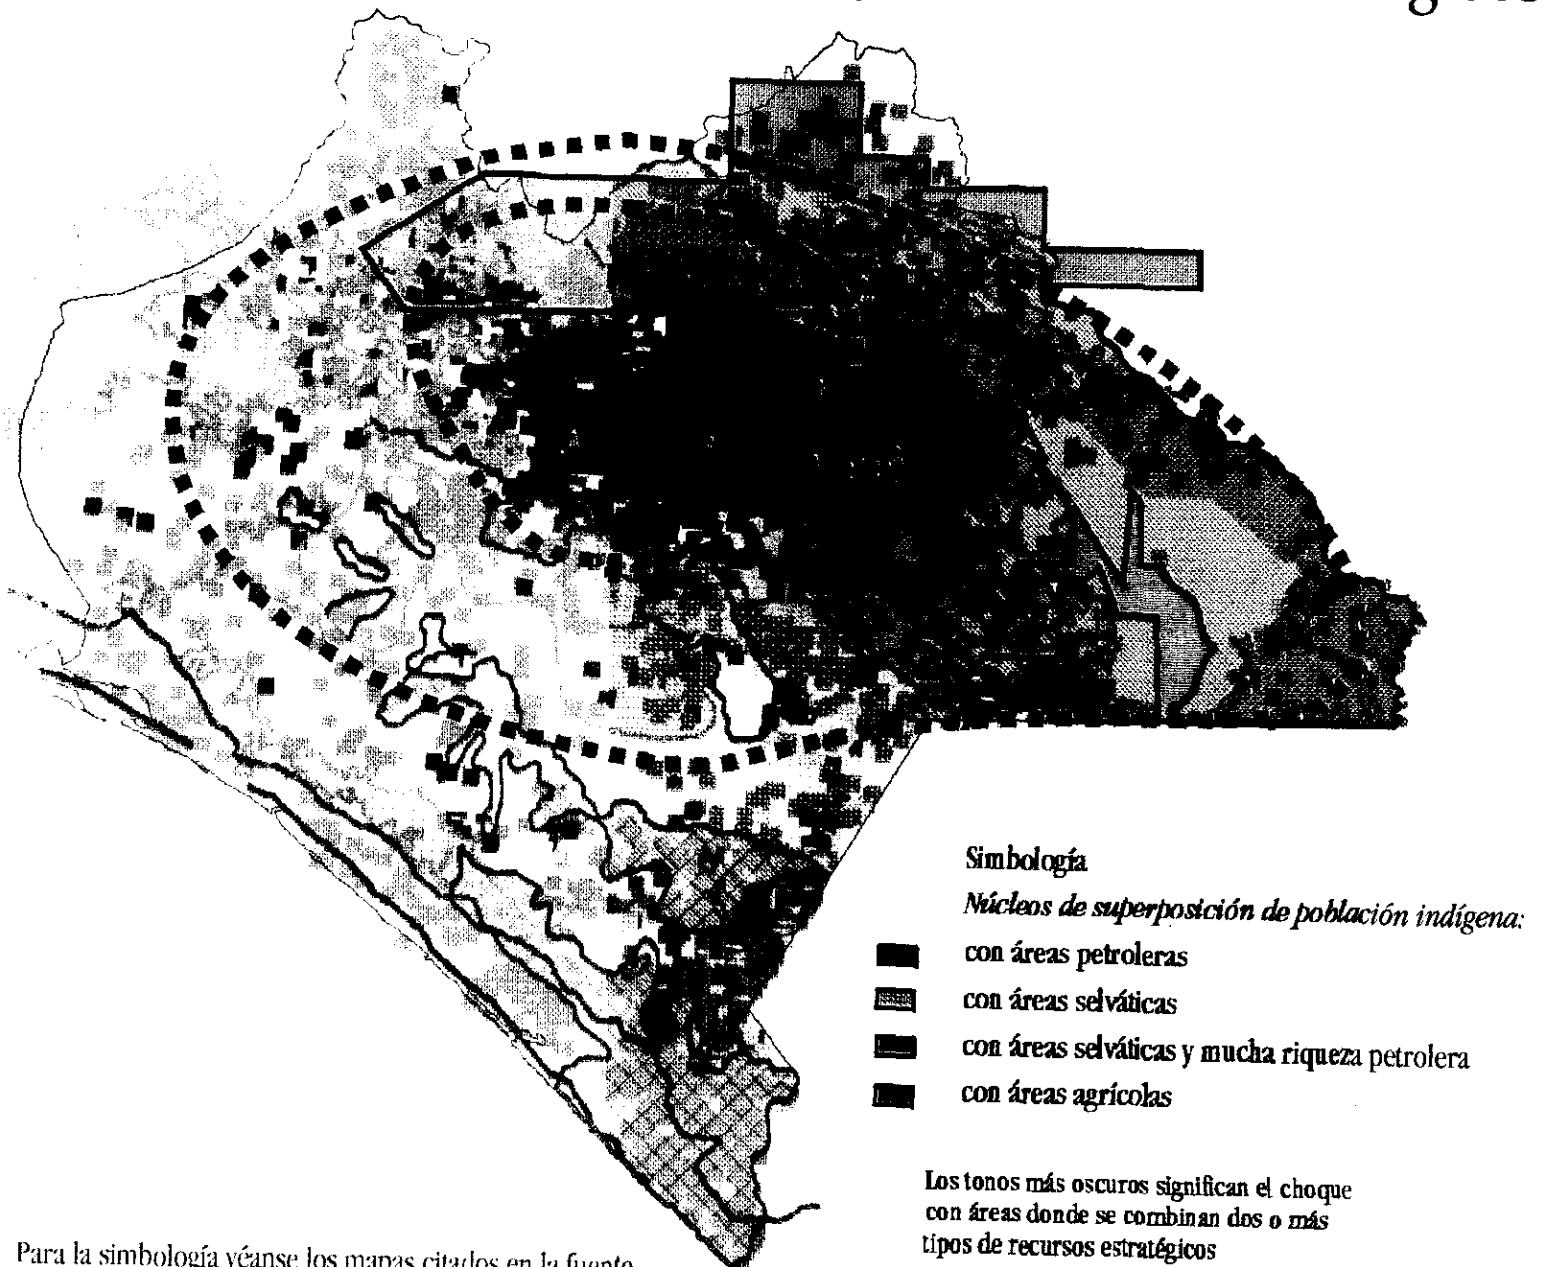 Simbología
Núcleos de superposición de población indígena:
con áreas petroleras
con áreas selváticas
con áreas selváticas y mucha riqueza petrolera
con áreas agrícolas
Los tonos más oscuros significan el choque
con áreas donde se combinan dos o más
tipos de recursos estratégicos
Para la simbología véanse los mapas citados en la fuente